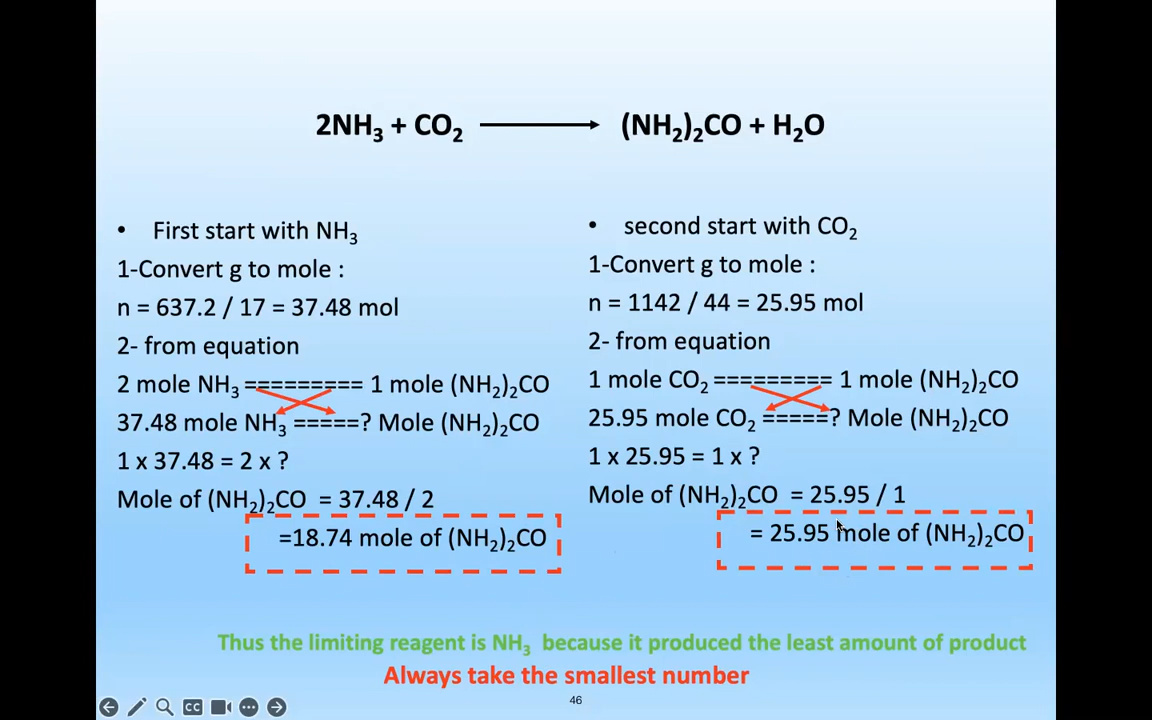 2NH₃ + CO₂ ⟶ (NH₂)₂CO + H₂O
• First start with NH₃
1-Convert g to mole :
n = 637.2 / 17 = 37.48 mol
2- from equation
2 mole NH₃ ========= 1 mole (NH₂)₂CO
37.48 mole NH₃ =====? Mole (NH₂)₂CO
1 x 37.48 = 2 x ?
Mole of (NH₂)₂CO = 37.48 / 2
=18.74 mole of (NH₂)₂CO
• second start with CO₂
1-Convert g to mole :
n = 1142 / 44 = 25.95 mol
2- from equation
1 mole CO₂ ========= 1 mole (NH₂)₂CO
25.95 mole CO₂ =====? Mole (NH₂)₂CO
1 x 25.95 = 1 x ?
Mole of (NH₂)₂CO = 25.95 / 1
= 25.95 mole of (NH₂)₂CO
Thus the limiting reagent is NH₃ because it produced the least amount of product
Always take the smallest number
CC
46